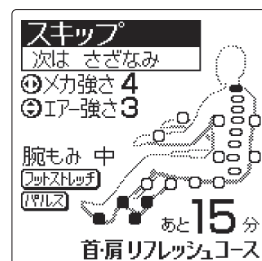 スキップ
次は さざなみ
メカ強さ 4
エアー強さ 3
腕もみ 中
フットストレッチ
パルス
あと15分
首・肩リフレッシュコース